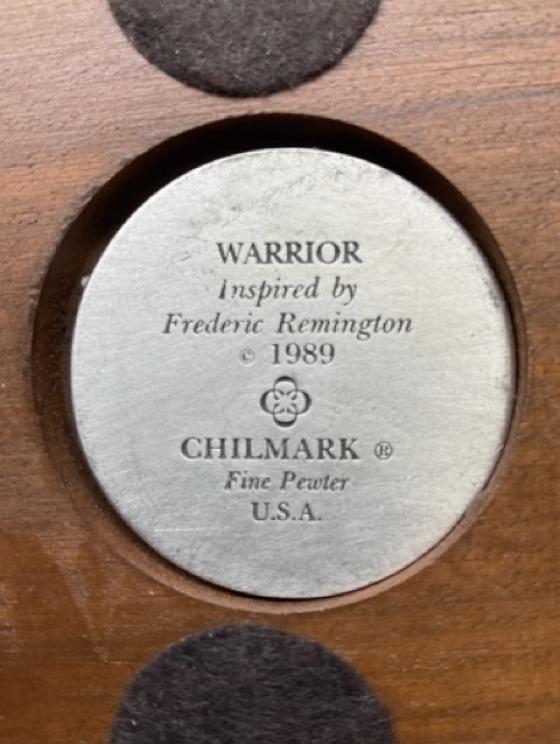 WARRIOR
Inspired by
Frederic Remington
© 1989
CHILMARK ®
Fine Pewter
U.S.A.